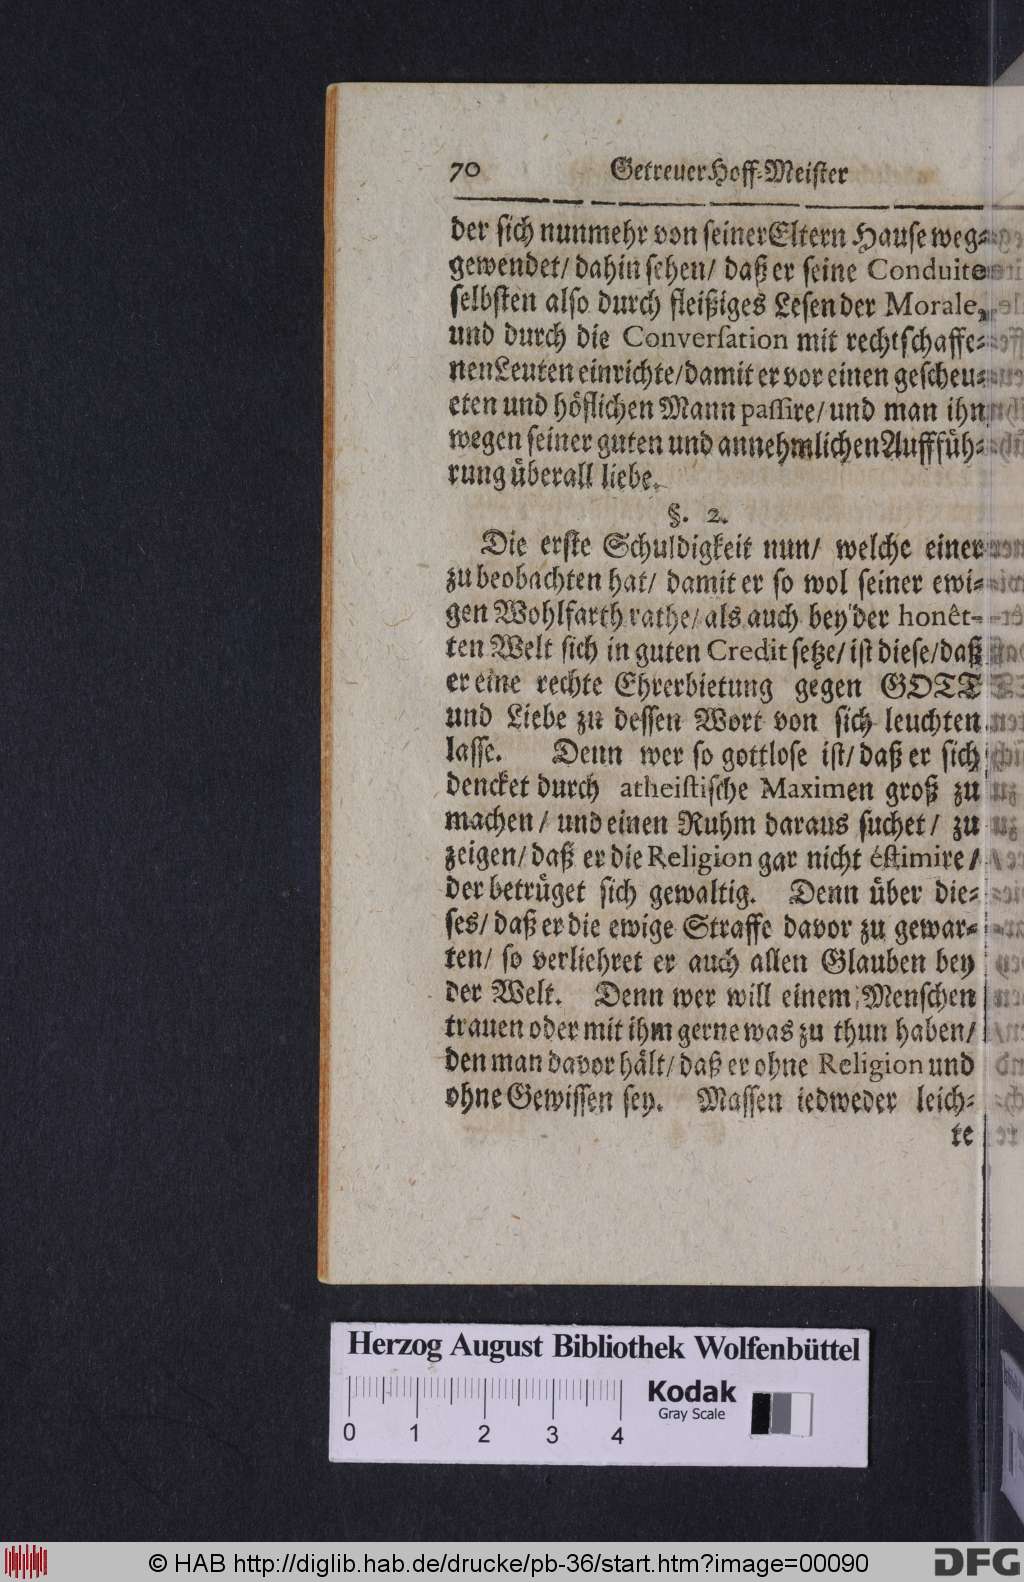 70 Getreuer Hoff-Meister
der sich nunmehr von seiner Eltern Hause weg-
gewendet/ dahin sehen/ daß er seine Conduite
selbsten also durch fleißiges Lesen der Morale,
und durch die Conversation mit rechtschaffe-
nen Leuten einrichte/ damit er vor einen gescheu-
eten und höflichen Mann passire/ und man ihn
wegen seiner guten und annehmlichen Auffüh-
rung überall liebe.
§. 2.
Die erste Schuldigkeit nun/ welche einer
zu beobachten hat/ damit er so wol seiner ewi-
gen Wohlfarth rathe/ als auch bey der honêt-
ten Welt sich in guten Credit setze/ ist diese/ daß
er eine rechte Ehrerbietung gegen GOTT
und Liebe zu dessen Wort von sich leuchten
lasse. Denn wer so gottlose ist/ daß er sich
dencket durch atheistische Maximen groß zu
machen/ und einen Ruhm daraus suchet/ zu
zeigen/ daß er die Religion gar nicht éstimire/
der betrüget sich gewaltig. Denn über die-
ses/ daß er die ewige Straffe davor zu gewar-
ten/ so verliehret er auch allen Glauben bey
der Welt. Denn wer will einem Menschen
trauen oder mit ihm gerne was zu thun haben/
den man davor hält/ daß er ohne Religion und
ohne Gewissen sey. Massen iedweder leich-
te
Herzog August Bibliothek Wolfenbüttel
Kodak
Gray Scale
0 1 2 3 4
© HAB http://diglib.hab.de/drucke/pb-36/start.htm?image=00090
DFG